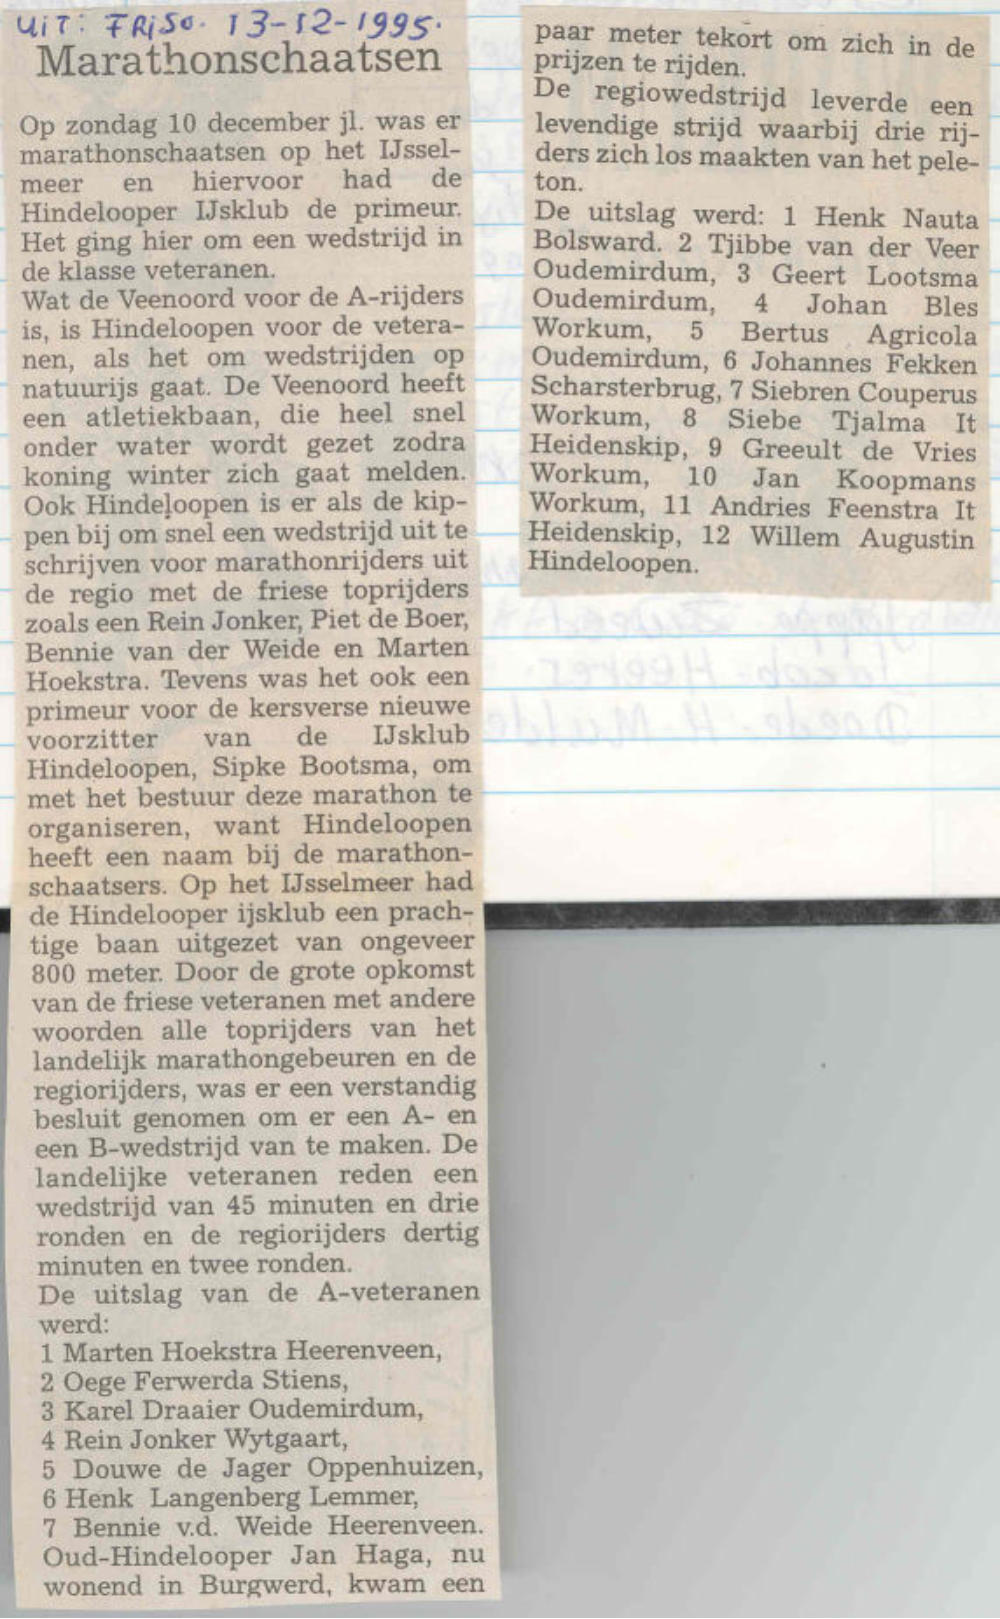 UIT: FRISO. 13-12-1995.
Marathonschaatsen
Op zondag 10 december jl. was er
marathonschaatsen op het IJssel-
meer en hiervoor had de
Hindelooper IJsklub de primeur.
Het ging hier om een wedstrijd in
de klasse veteranen.
Wat de Veenoord voor de A-rijders
is, is Hindeloopen voor de vetera-
nen, als het om wedstrijden op
natuurijs gaat. De Veenoord heeft
een atletiekbaan, die heel snel
onder water wordt gezet zodra
koning winter zich gaat melden.
Ook Hindeloopen is er als de kip-
pen bij om snel een wedstrijd uit te
schrijven voor marathonrijders uit
de regio met de friese toprijders
zoals een Rein Jonker, Piet de Boer,
Bennie van der Weide en Marten
Hoekstra. Tevens was het ook een
primeur voor de kersverse nieuwe
voorzitter van de IJsklub
Hindeloopen, Sipke Bootsma, om
met het bestuur deze marathon te
organiseren, want Hindeloopen
heeft een naam bij de marathon-
schaatsers. Op het IJsselmeer had
de Hindelooper ijsklub een prach-
tige baan uitgezet van ongeveer
800 meter. Door de grote opkomst
van de friese veteranen met andere
woorden alle toprijders van het
landelijk marathongebeuren en de
regiorijders, was er een verstandig
besluit genomen om er een A- en
een B-wedstrijd van te maken. De
landelijke veteranen reden een
wedstrijd van 45 minuten en drie
ronden en de regiorijders dertig
minuten en twee ronden.
De uitslag van de A-veteranen
werd:
1 Marten Hoekstra Heerenveen,
2 Oege Ferwerda Stiens,
3 Karel Draaier Oudemirdum,
4 Rein Jonker Wytgaart,
5 Douwe de Jager Oppenhuizen,
6 Henk Langenberg Lemmer,
7 Bennie v.d. Weide Heerenveen.
Oud-Hindelooper Jan Haga, nu
wonend in Burgwerd, kwam een
paar meter tekort om zich in de
prijzen te rijden.
De regiowedstrijd leverde een
levendige strijd waarbij drie rij-
ders zich los maakten van het pele-
ton.
De uitslag werd: 1 Henk Nauta
Bolsward. 2 Tjibbe van der Veer
Oudemirdum, 3 Geert Lootsma
Oudemirdum, 4 Johan Bles
Workum, 5 Bertus Agricola
Oudemirdum, 6 Johannes Fekken
Scharsterbrug, 7 Siebren Couperus
Workum, 8 Siebe Tjalma It
Heidenskip, 9 Greeult de Vries
Workum, 10 Jan Koopmans
Workum, 11 Andries Feenstra It
Heidenskip, 12 Willem Augustin
Hindeloopen.